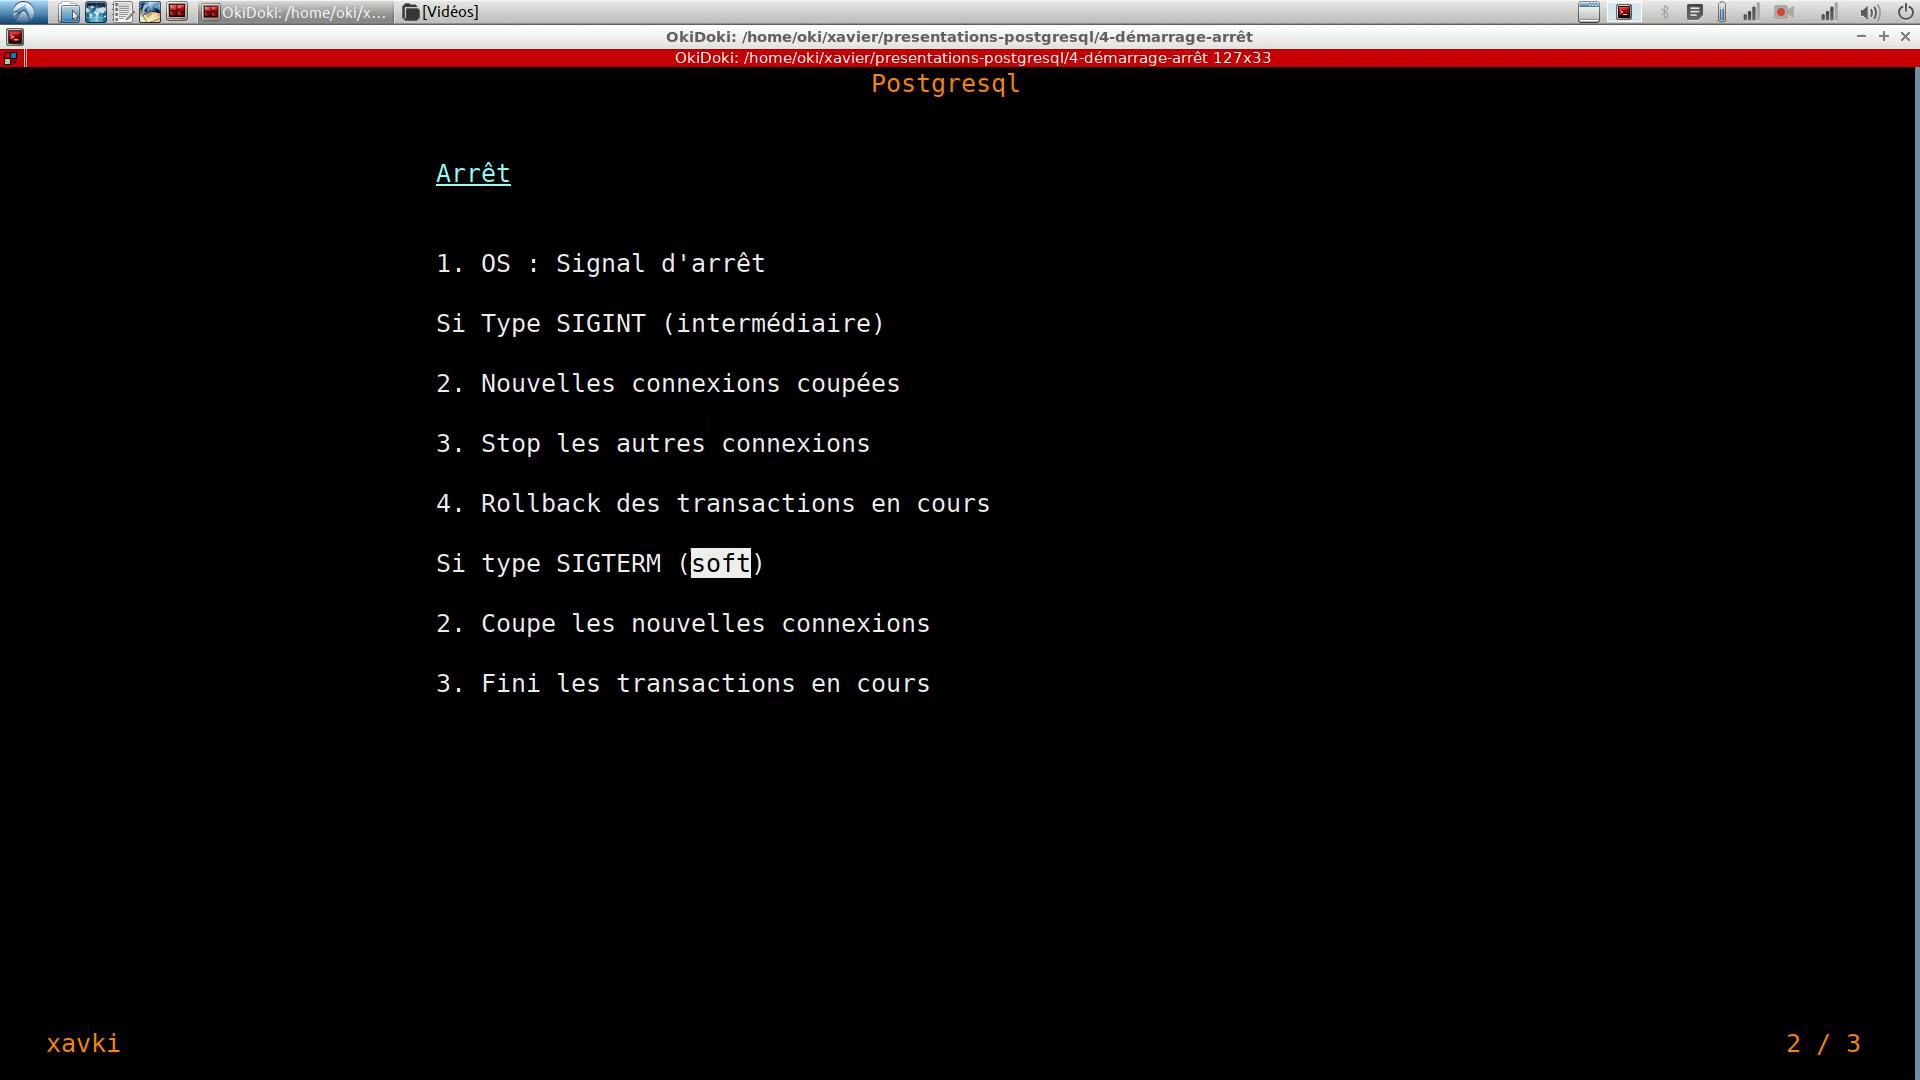 OkiDoki: /home/oki/x...
[Vidéos]
OkiDoki: /home/oki/xavier/presentations-postgresql/4-démarrage-arrêt
OkiDoki: /home/oki/xavier/presentations-postgresql/4-démarrage-arrêt 127x33
Postgresql
Arrêt
1. OS : Signal d'arrêt
Si Type SIGINT (intermédiaire)
2. Nouvelles connexions coupées
3. Stop les autres connexions
4. Rollback des transactions en cours
Si type SIGTERM (soft)
2. Coupe les nouvelles connexions
3. Fini les transactions en cours
xavki
2 / 3